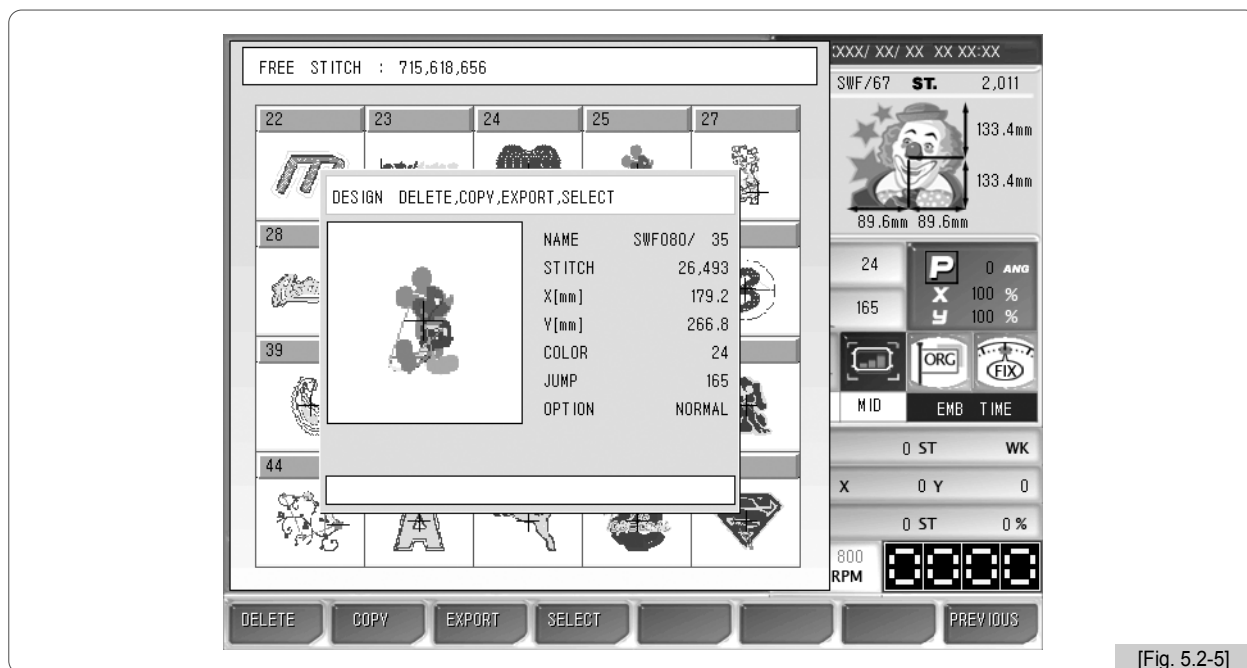 XXX/ XX/ XX XX XX:XX
FREE STITCH : 715,618,656
SWF/67 ST. 2,011
22 23 24 25 27
133.4mm
133.4mm
89.6mm 89.6mm
DESIGN DELETE,COPY,EXPORT,SELECT
28
NAME SWF080/ 35
STITCH 26,493
X[mm] 179.2
Y[mm] 266.8
COLOR 24
JUMP 165
OPTION NORMAL
39
44
24
165
P 0 ANG
X 100 %
y 100 %
ORG
FIX
MID
EMB TIME
0 ST WK
X 0 Y 0
0 ST 0 %
800
RPM
0000
DELETE COPY EXPORT SELECT PREVIOUS
[Fig. 5.2-5]